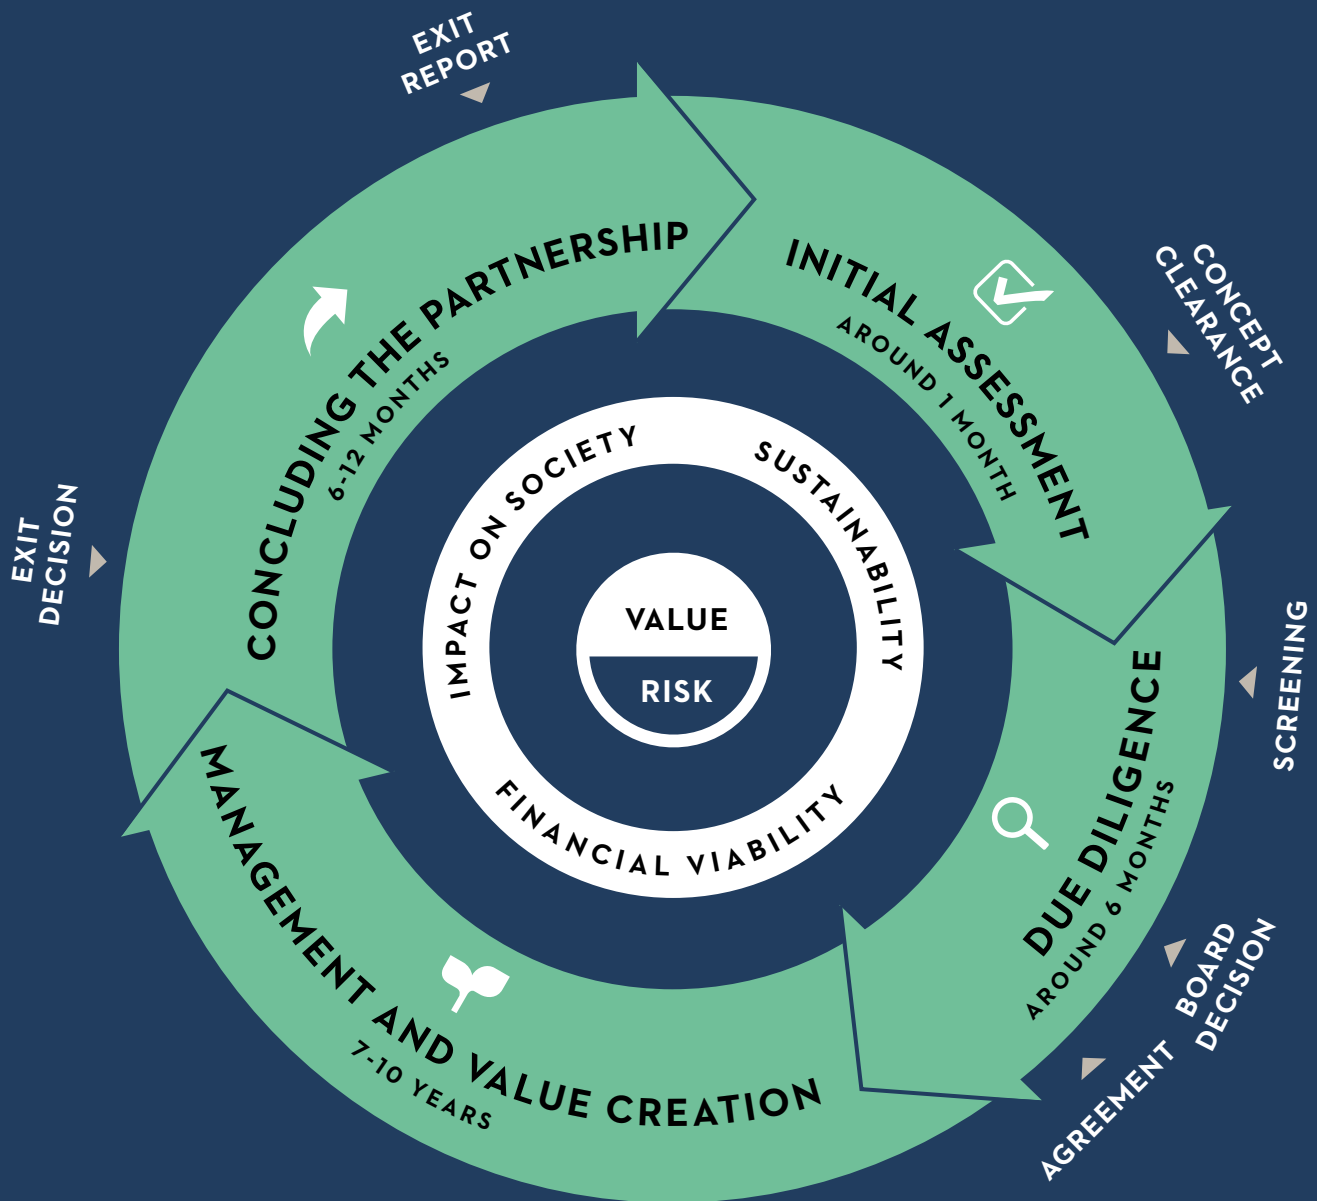 EXIT
REPORT
CONCEPT
CLEARANCE
SCREENING
BOARD
DECISION
AGREEMENT
EXIT
DECISION
INITIAL ASSESSMENT
AROUND 1 MONTH
DUE DILIGENCE
AROUND 6 MONTHS
MANAGEMENT AND VALUE CREATION
7-10 YEARS
CONCLUDING THE PARTNERSHIP
6-12 MONTHS
IMPACT ON SOCIETY
SUSTAINABILITY
FINANCIAL VIABILITY
VALUE
RISK